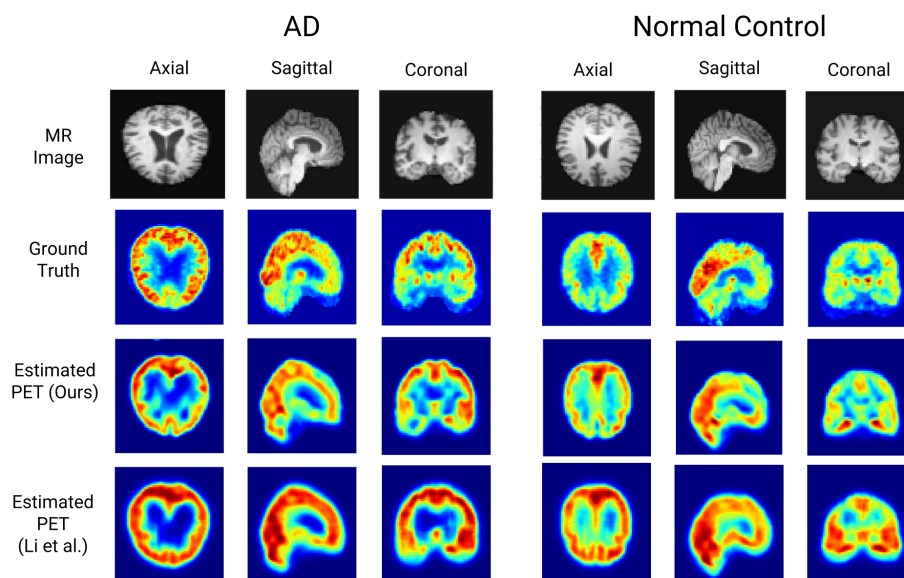 AD
Normal Control
Axial
Sagittal
Coronal
Axial
Sagittal
Coronal
MR
Image
Ground
Truth
Estimated
PET (Ours)
Estimated
PET
(Li et al.)